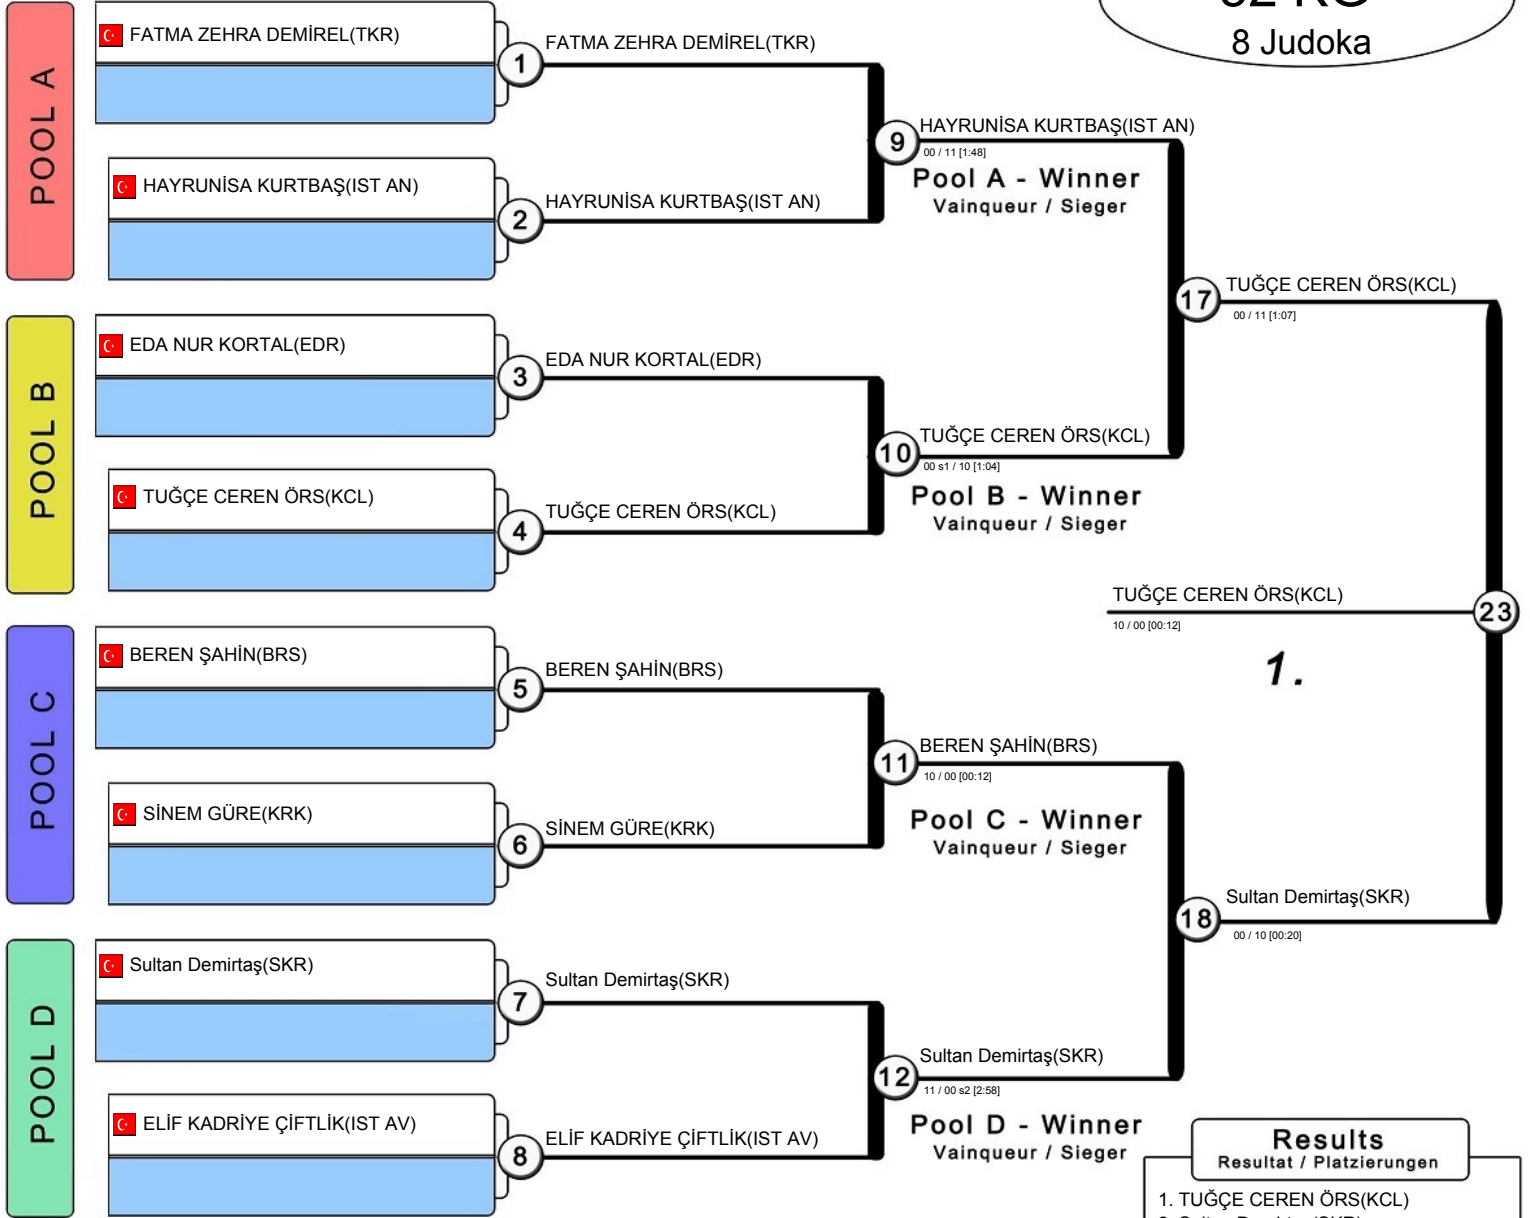 8 Judoka
POOL A
FATMA ZEHRA DEMİREL(TKR)
1
FATMA ZEHRA DEMİREL(TKR)
HAYRUNİSA KURTBAŞ(IST AN)
2
HAYRUNİSA KURTBAŞ(IST AN)
9
HAYRUNİSA KURTBAŞ(IST AN)
00 / 11 [1:48]
Pool A - Winner
Vainqueur / Sieger
POOL B
EDA NUR KORTAL(EDR)
3
EDA NUR KORTAL(EDR)
TUĞÇE CEREN ÖRS(KCL)
4
TUĞÇE CEREN ÖRS(KCL)
10
TUĞÇE CEREN ÖRS(KCL)
00 s1 / 10 [1:04]
Pool B - Winner
Vainqueur / Sieger
17
TUĞÇE CEREN ÖRS(KCL)
00 / 11 [1:07]
TUĞÇE CEREN ÖRS(KCL)
10 / 00 [00:12]
23
1.
POOL C
BEREN ŞAHİN(BRS)
5
BEREN ŞAHİN(BRS)
SİNEM GÜRE(KRK)
6
SİNEM GÜRE(KRK)
11
BEREN ŞAHİN(BRS)
10 / 00 [00:12]
Pool C - Winner
Vainqueur / Sieger
18
Sultan Demirtaş(SKR)
00 / 10 [00:20]
POOL D
Sultan Demirtaş(SKR)
7
Sultan Demirtaş(SKR)
ELİF KADRİYE ÇİFTLİK(IST AV)
8
ELİF KADRİYE ÇİFTLİK(IST AV)
12
Sultan Demirtaş(SKR)
11 / 00 s2 [2:58]
Pool D - Winner
Vainqueur / Sieger
Results
Resultat / Platzierungen
1. TUĞÇE CEREN ÖRS(KCL)